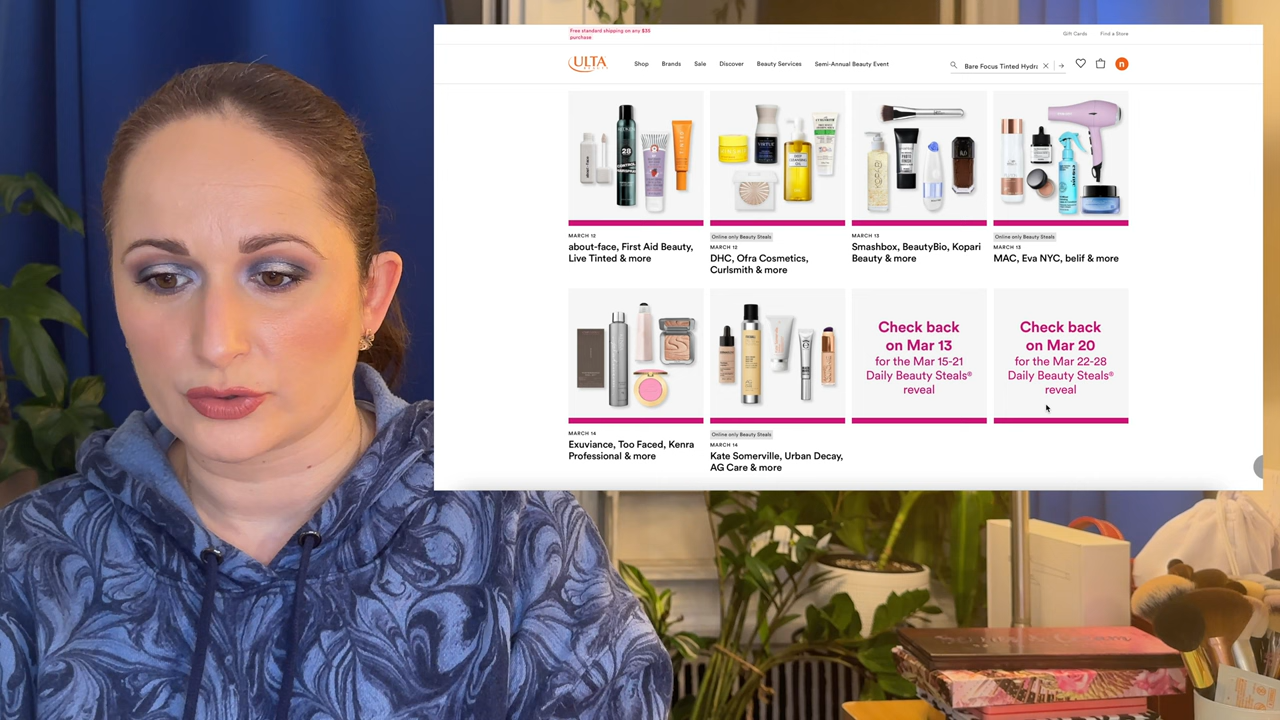 Free standard shipping on any $35
purchase
Gift Cards
Find a Store
ULTA
Shop
Brands
Sale
Discover
Beauty Services
Semi-Annual Beauty Event
Bare Focus Tinted Hydra
n
MARCH 12
about-face, First Aid Beauty,
Live Tinted & more
Online only Beauty Steals
MARCH 12
DHC, Ofra Cosmetics,
Curlsmith & more
MARCH 13
Smashbox, BeautyBio, Kopari
Beauty & more
Online only Beauty Steals
MARCH 13
MAC, Eva NYC, belif & more
MARCH 14
Exuviance, Too Faced, Kenra
Professional & more
Online only Beauty Steals
MARCH 14
Kate Somerville, Urban Decay,
AG Care & more
Check back
on Mar 13
for the Mar 15-21
Daily Beauty Steals®
reveal
Check back
on Mar 20
for the Mar 22-28
Daily Beauty Steals®
reveal